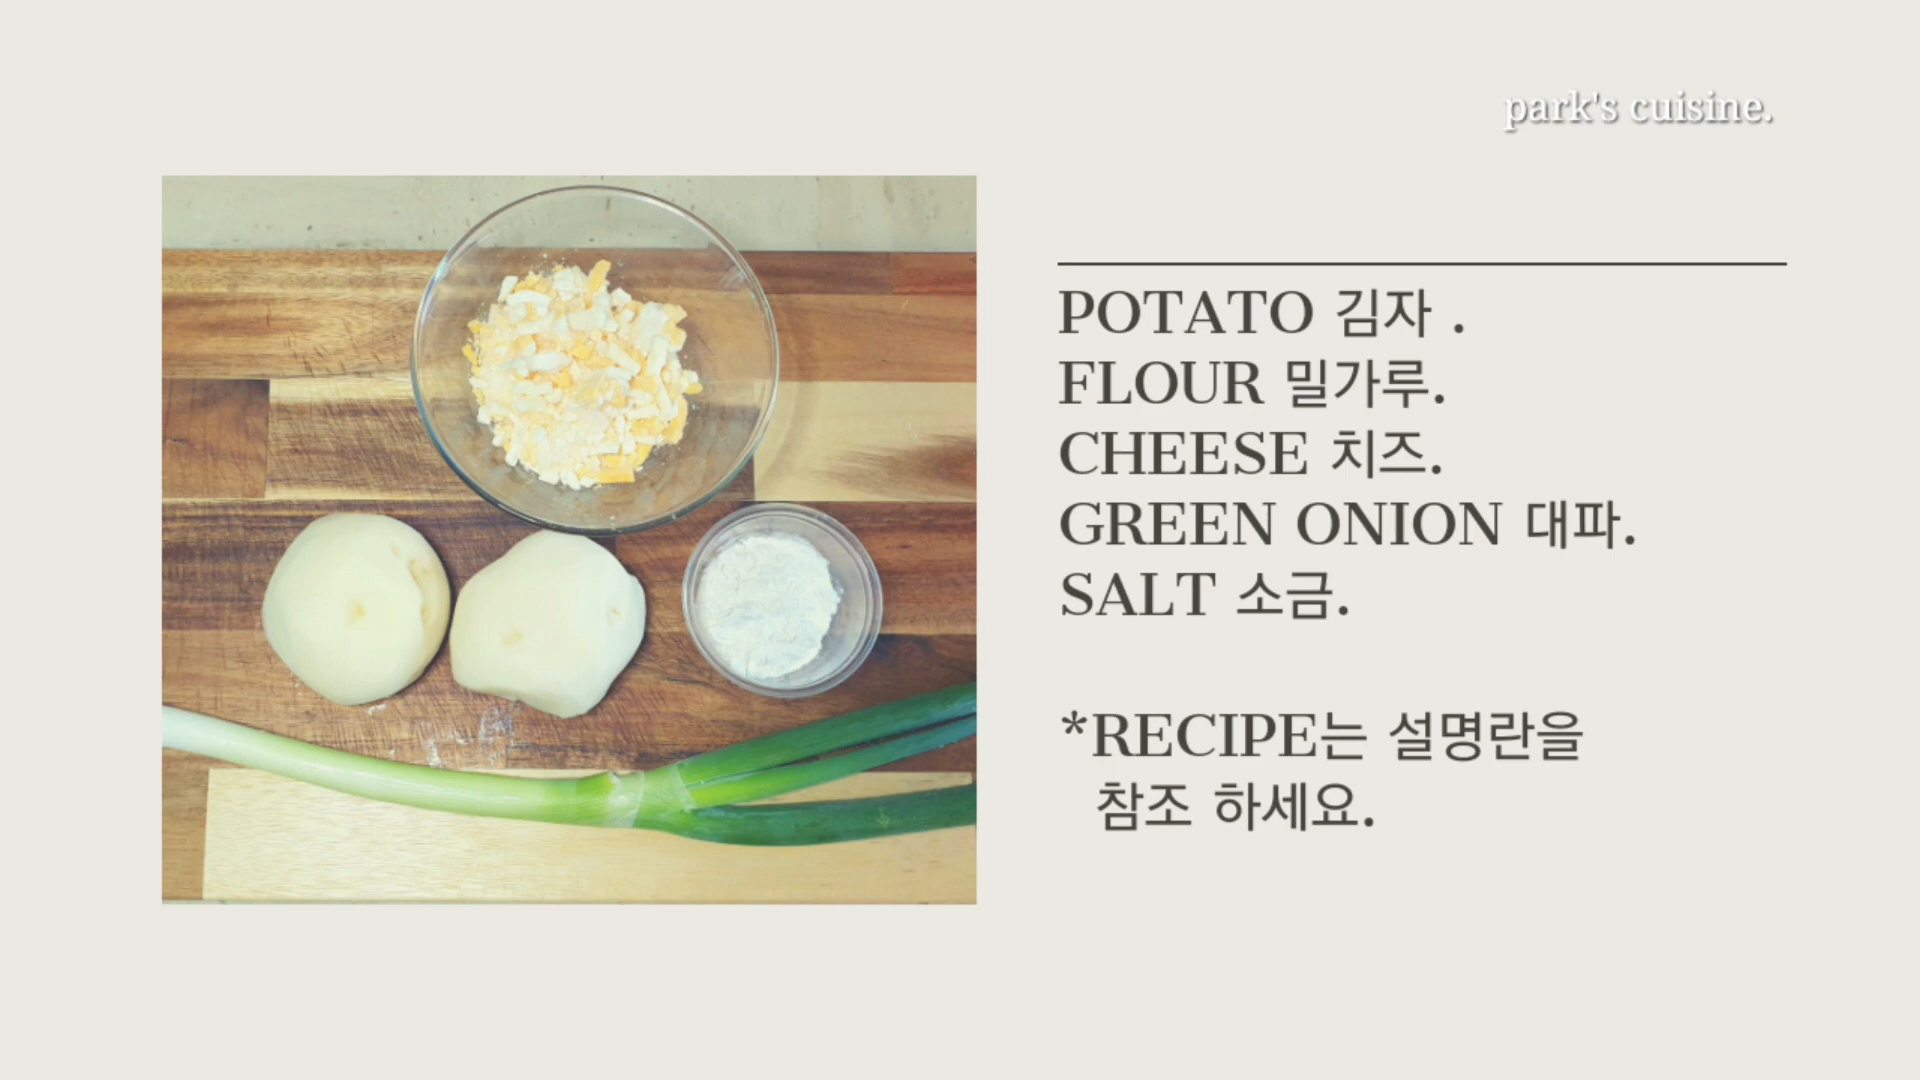 park's cuisine.
POTATO 김자 .
FLOUR 밀가루.
CHEESE 치즈.
GREEN ONION 대파.
SALT 소금.
*RECIPE는 설명란을
참조 하세요.